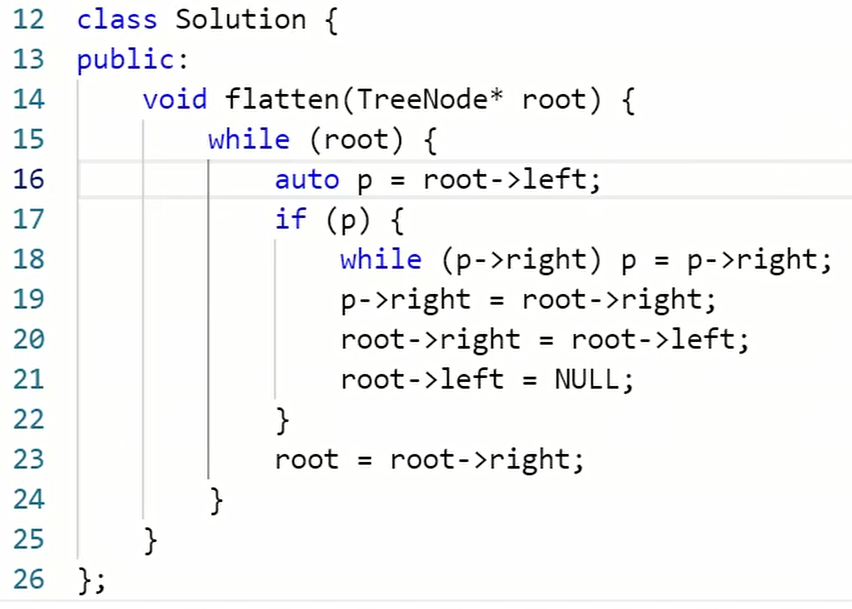 12 class Solution {
13 public:
14     void flatten(TreeNode* root) {
15         while (root) {
16             auto p = root->left;
17             if (p) {
18                 while (p->right) p = p->right;
19                 p->right = root->right;
20                 root->right = root->left;
21                 root->left = NULL;
22             }
23             root = root->right;
24         }
25     }
26 };